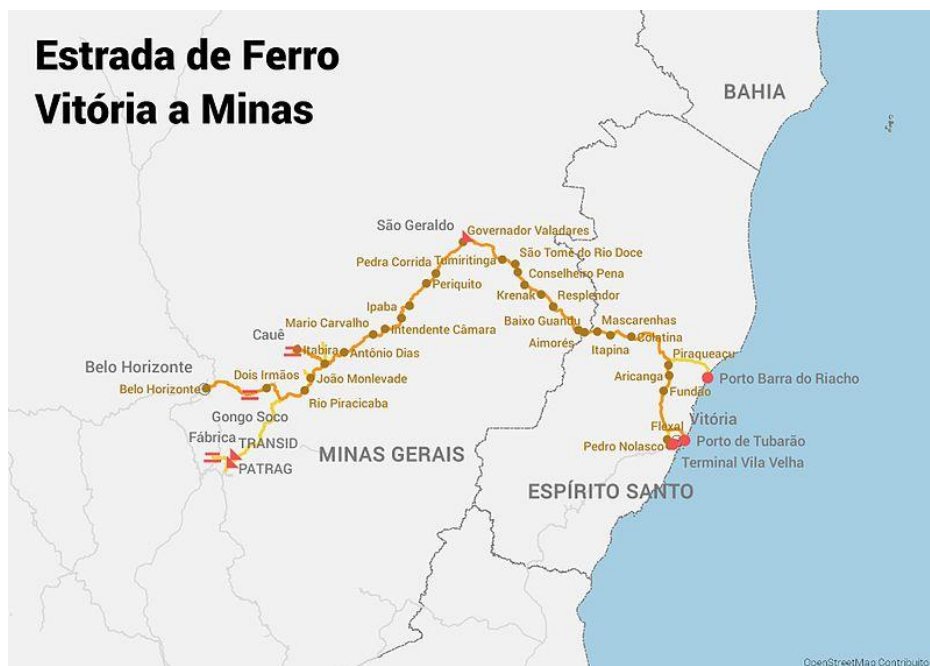 Estrada de Ferro
Vitória a Minas
BAHIA
São Geraldo
Governador Valadares
São Tomé do Rio Doce
Pedra Corrida
Tumiritinga
Conselheiro Pena
Periquito
Krenak
Resplendor
Ipaba
Mario Carvalho
Intendente Câmara
Baixo Guandu
Mascarenhas
Cauê
Aimorés
Colatina
Itabira
Antônio Dias
Itapina
Piraqueaçu
Belo Horizonte
Dois Irmãos
João Monlevade
Aricanga
Porto Barra do Riacho
Belo Horizonte
Rio Piracicaba
Fundão
Gongo Soco
Vitória
Flexal
Fábrica
TRANSID
Pedro Nolasco
Porto de Tubarão
MINAS GERAIS
Terminal Vila Velha
PATRAG
ESPÍRITO SANTO
OpenStreetMap Contributo